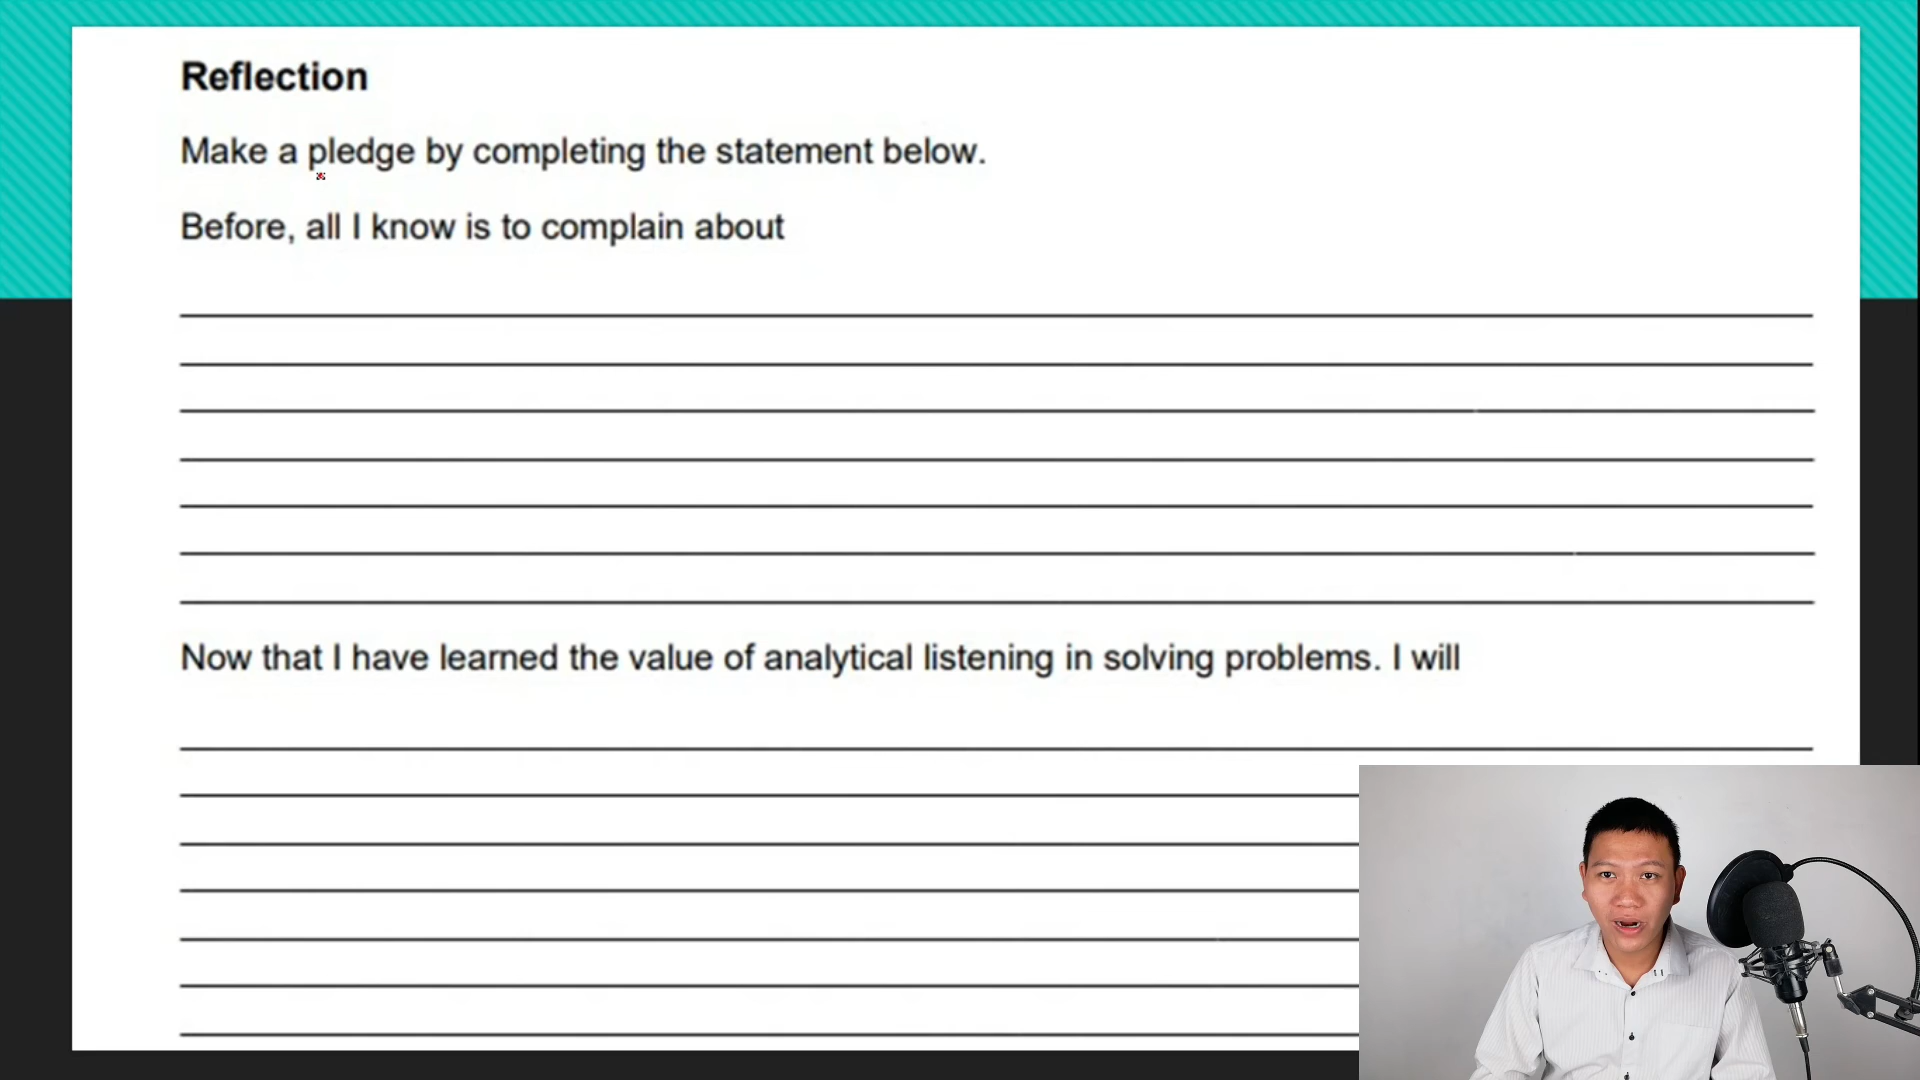 Reflection
Make a pledge by completing the statement below.
Before, all I know is to complain about
Now that I have learned the value of analytical listening in solving problems. I will